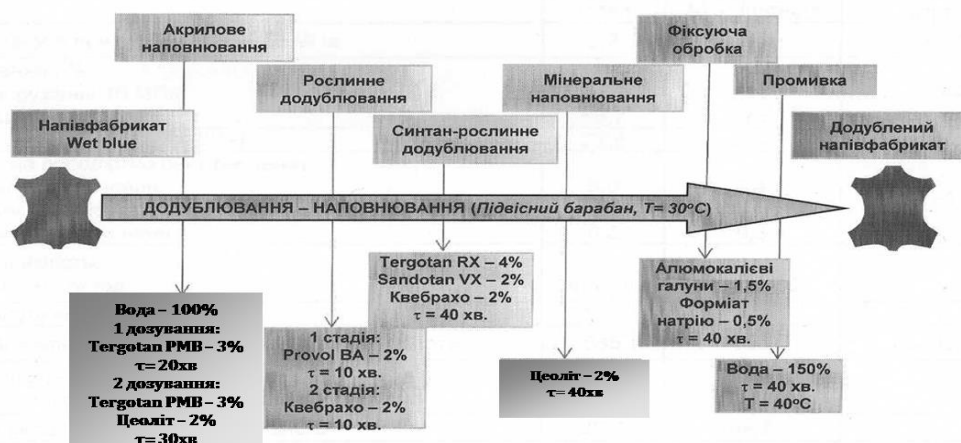 Акрилове
наповнювання
Рослинне
додублювання
Синтан-рослинне
додублювання
Мінеральне
наповнювання
Фіксуюча
обробка
Промивка
Напівфабрикат
Wet blue
Додублений
напівфабрикат
ДОДУБЛЮВАННЯ – НАПОВНЮВАННЯ (Підвісний барабан, Т= 30°С)
Вода – 100%
1 дозування:
Tergotan PMB – 3%
τ= 20хв
2 дозування:
Tergotan PMB – 3%
Цеоліт – 2%
τ= 30хв
1 стадія:
Provol BA – 2%
τ = 10 хв.
2 стадія:
Квебрахо – 2%
τ = 10 хв.
Tergotan RX – 4%
Sandotan VX – 2%
Квебрахо – 2%
τ = 40 хв.
Цеоліт – 2%
τ= 40хв
Алюмокалієві
галуни – 1,5%
Форміат
натрію – 0,5%
τ = 40 хв.
Вода – 150%
τ = 40 хв.
Т = 40°С